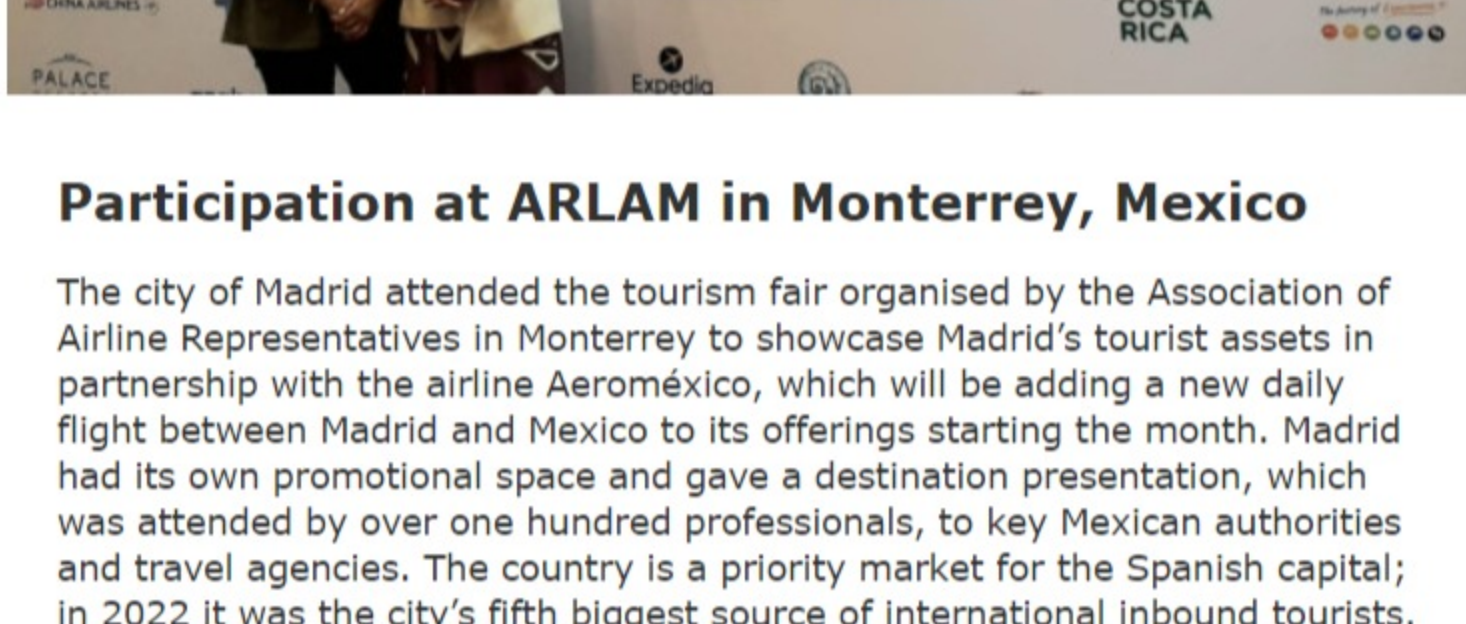 CHINA AIRLINES
COSTA
RICA
PALACE
Expedia
Participation at ARLAM in Monterrey, Mexico
The city of Madrid attended the tourism fair organised by the Association of
Airline Representatives in Monterrey to showcase Madrid’s tourist assets in
partnership with the airline Aeroméxico, which will be adding a new daily
flight between Madrid and Mexico to its offerings starting the month. Madrid
had its own promotional space and gave a destination presentation, which
was attended by over one hundred professionals, to key Mexican authorities
and travel agencies. The country is a priority market for the Spanish capital;
in 2022 it was the city’s fifth biggest source of international inbound tourists.